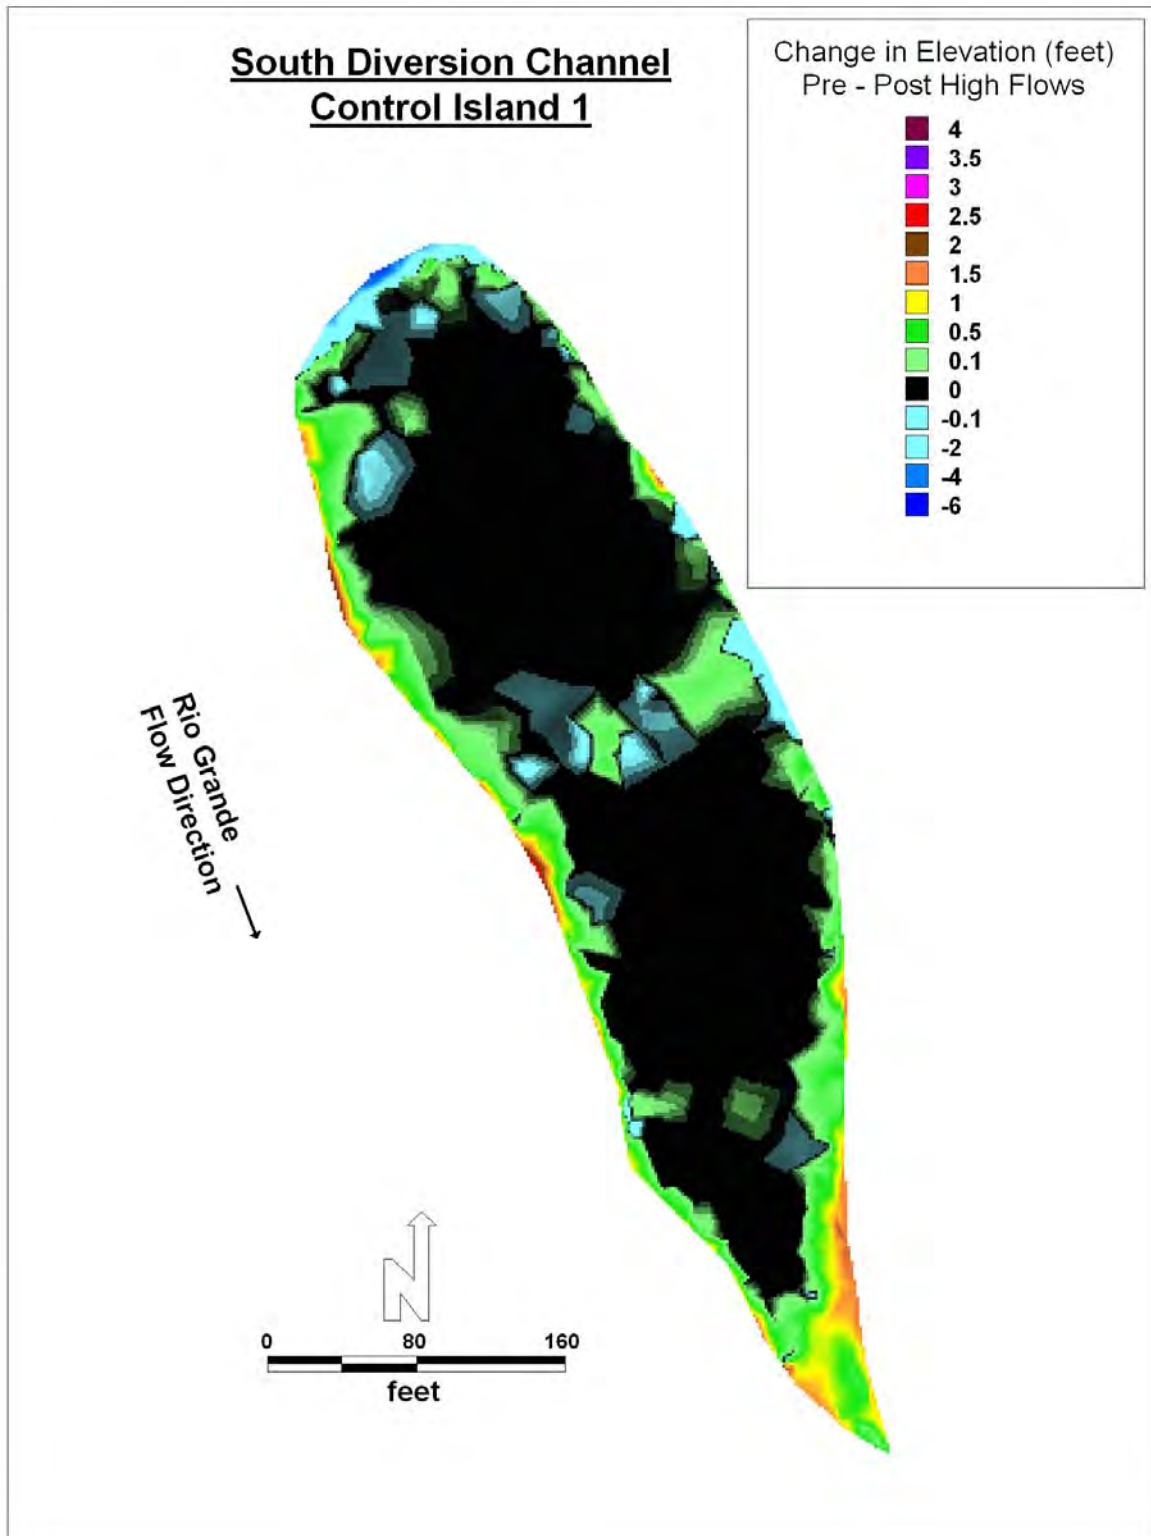 South Diversion Channel
Control Island 1
Change in Elevation (feet)
Pre - Post High Flows
4
3.5
3
2.5
2
1.5
1
0.5
0.1
0
-0.1
-2
-4
-6
Rio Grande
Flow Direction
N
0 80 160
feet